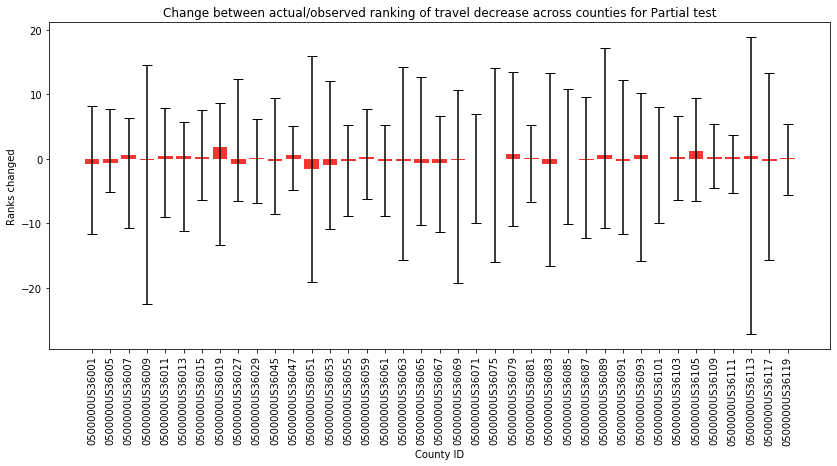 Change between actual/observed ranking of travel decrease across counties for Partial test
Ranks changed
20
10
0
−10
−20
0500000US36001
0500000US36005
0500000US36007
0500000US36009
0500000US36011
0500000US36013
0500000US36015
0500000US36019
0500000US36027
0500000US36029
0500000US36045
0500000US36047
0500000US36051
0500000US36053
0500000US36055
0500000US36059
0500000US36061
0500000US36063
0500000US36065
0500000US36067
0500000US36069
0500000US36071
0500000US36075
0500000US36079
0500000US36081
0500000US36083
0500000US36085
0500000US36087
0500000US36089
0500000US36091
0500000US36093
0500000US36101
0500000US36103
0500000US36105
0500000US36109
0500000US36111
0500000US36113
0500000US36117
0500000US36119
County ID